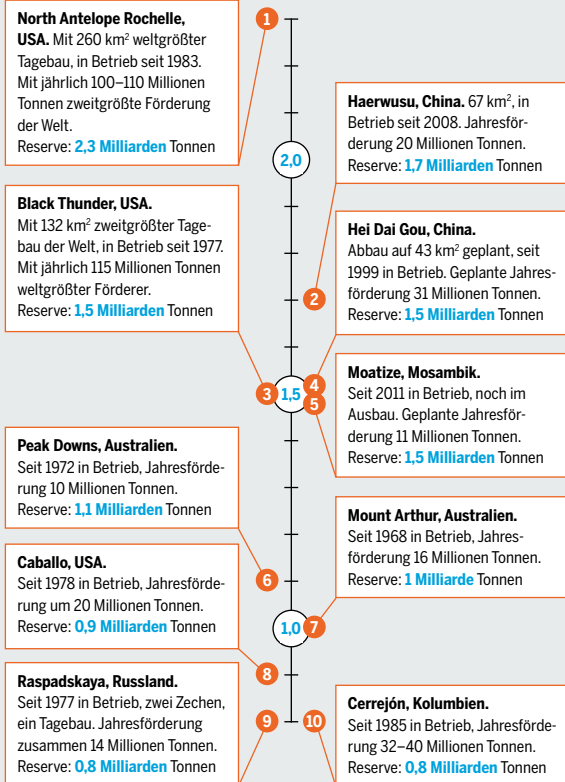 North Antelope Rochelle,
USA. Mit 260 km² weltgrößter
Tagebau, in Betrieb seit 1983.
Mit jährlich 100–110 Millionen
Tonnen zweitgrößte Förderung
der Welt.
Reserve: 2,3 Milliarden Tonnen
1
Haerwusu, China. 67 km², in
Betrieb seit 2008. Jahresför-
derung 20 Millionen Tonnen.
Reserve: 1,7 Milliarden Tonnen
2,0
Black Thunder, USA.
Mit 132 km² zweitgrößter Tage-
bau der Welt, in Betrieb seit 1977.
Mit jährlich 115 Millionen Tonnen
weltgrößter Förderer.
Reserve: 1,5 Milliarden Tonnen
Hei Dai Gou, China.
Abbau auf 43 km² geplant, seit
1999 in Betrieb. Geplante Jahres-
förderung 31 Millionen Tonnen.
Reserve: 1,5 Milliarden Tonnen
2
3
1,5
4
5
Moatize, Mosambik.
Seit 2011 in Betrieb, noch im
Ausbau. Geplante Jahresför-
derung 11 Millionen Tonnen.
Reserve: 1,5 Milliarden Tonnen
Peak Downs, Australien.
Seit 1972 in Betrieb, Jahresförde-
rung 10 Millionen Tonnen.
Reserve: 1,1 Milliarden Tonnen
Mount Arthur, Australien.
Seit 1968 in Betrieb, Jahres-
förderung 16 Millionen Tonnen.
Reserve: 1 Milliarde Tonnen
6
Caballo, USA.
Seit 1978 in Betrieb, Jahresförde-
rung um 20 Millionen Tonnen.
Reserve: 0,9 Milliarden Tonnen
1,0
7
8
Raspadskaya, Russland.
Seit 1977 in Betrieb, zwei Zechen,
ein Tagebau. Jahresförderung
zusammen 14 Millionen Tonnen.
Reserve: 0,8 Milliarden Tonnen
9
10
Cerrejón, Kolumbien.
Seit 1985 in Betrieb, Jahresförde-
rung 32–40 Millionen Tonnen.
Reserve: 0,8 Milliarden Tonnen